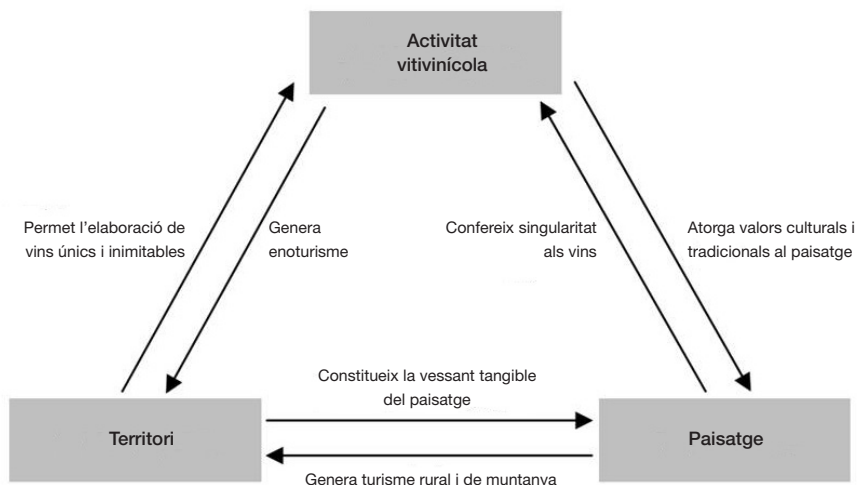 Activitat
vitivinícola
Permet l’elaboració de
vins únics i inimitables
Genera
enoturisme
Confereix singularitat
als vins
Atorga valors culturals i
tradicionals al paisatge
Constitueix la vessant tangible
del paisatge
Territori
Paisatge
Genera turisme rural i de muntanya